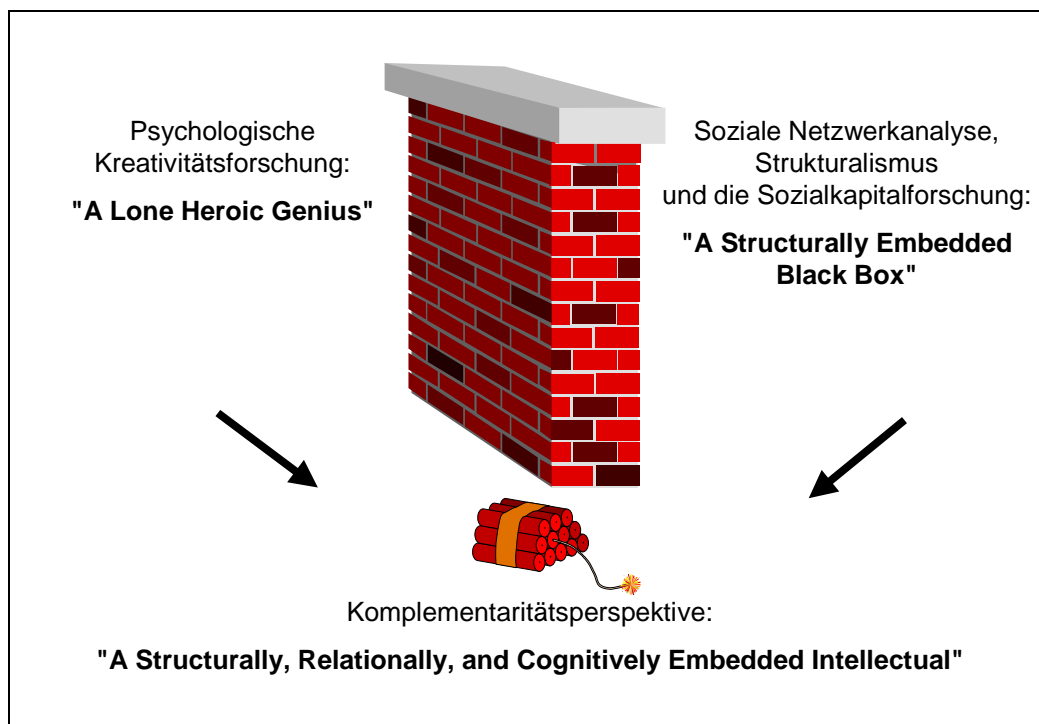 Psychologische
Kreativitätsforschung:
"A Lone Heroic Genius"
Soziale Netzwerkanalyse,
Strukturalismus
und die Sozialkapitalforschung:
"A Structurally Embedded
Black Box"
Komplementaritätsperspektive:
"A Structurally, Relationally, and Cognitively Embedded Intellectual"